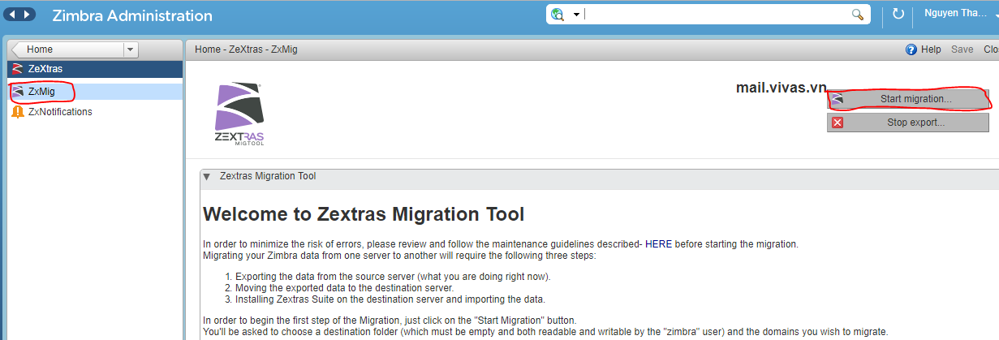 Zimbra Administration
Nguyen Tha...
Home
Home - ZeXtras - ZxMig
Help
Save
Clo
ZeXtras
ZxMig
ZxNotifications
ZEXTRAS
MIGTOOL
mail.vivas.vn
Start migration...
Stop export...
Zextras Migration Tool
Welcome to Zextras Migration Tool
In order to minimize the risk of errors, please review and follow the maintenance guidelines described- HERE before starting the migration.
Migrating your Zimbra data from one server to another will require the following three steps:
1. Exporting the data from the source server (what you are doing right now).
2. Moving the exported data to the destination server.
3. Installing Zextras Suite on the destination server and importing the data.
In order to begin the first step of the Migration, just click on the "Start Migration" button.
You'll be asked to choose a destination folder (which must be empty and both readable and writable by the "zimbra" user) and the domains you wish to migrate.